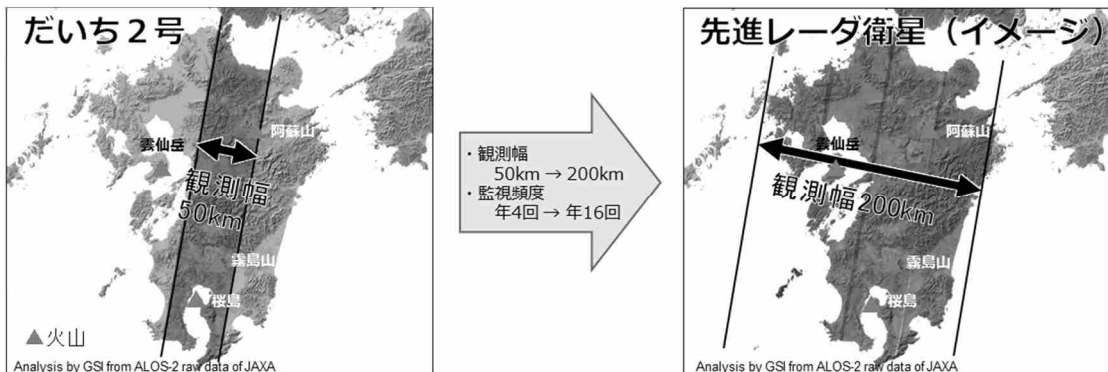 だいち２号
阿蘇山
雲仙岳
観測幅
50km
霧島山
桜島
▲火山
Analysis by GSI from ALOS-2 raw data of JAXA
・観測幅
50km → 200km
・監視頻度
年4回 → 年16回
先進レーダ衛星（イメージ）
阿蘇山
雲仙岳
観測幅200km
霧島山
桜島
Analysis by GSI from ALOS-2 raw data of JAXA